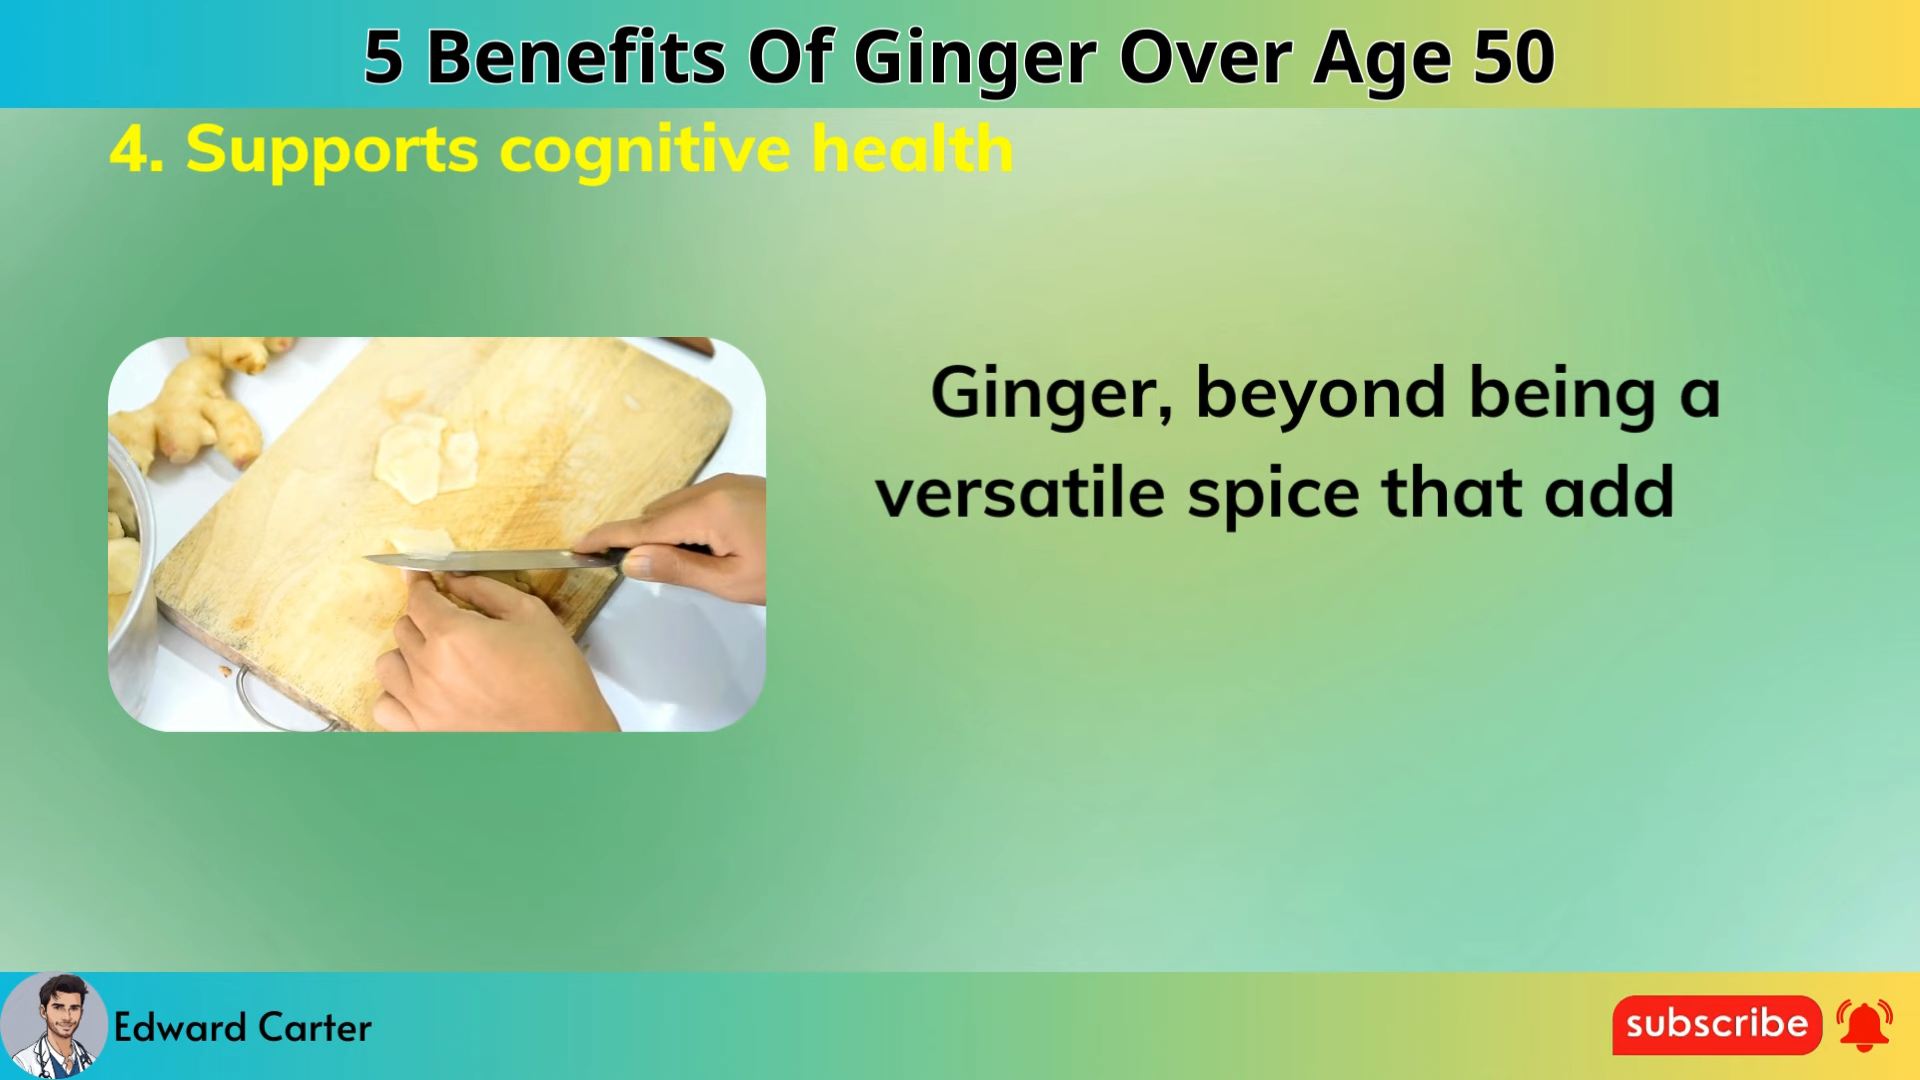 5 Benefits Of Ginger Over Age 50
4. Supports cognitive health
Ginger, beyond being a
versatile spice that add
Edward Carter
subscribe